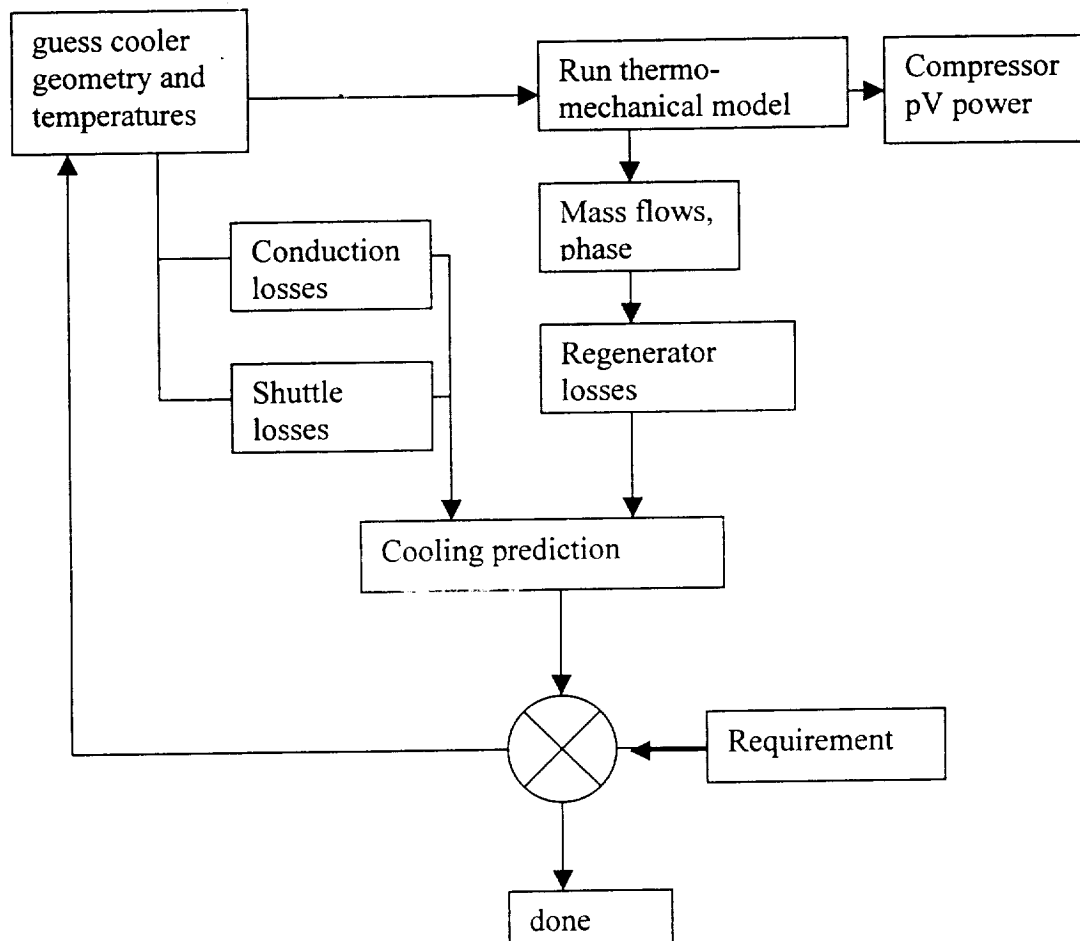 guess cooler
geometry and
temperatures
Run thermo-
mechanical model
Compressor
pV power
Mass flows,
phase
Conduction
losses
Regenerator
losses
Shuttle
losses
Cooling prediction
Requirement
done